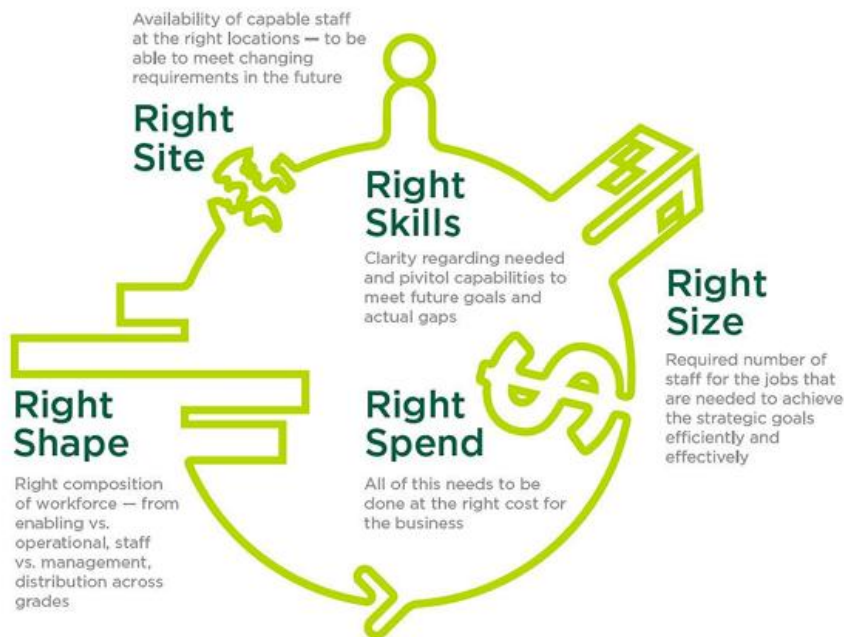 Availability of capable staff
at the right locations — to be
able to meet changing
requirements in the future
Right
Site
Right
Skills
Clarity regarding needed
and pivitol capabilities to
meet future goals and
actual gaps
Right
Size
Required number of
staff for the jobs that
are needed to achieve
the strategic goals
efficiently and
effectively
Right
Shape
Right composition
of workforce — from
enabling vs.
operational, staff
vs. management,
distribution across
grades
Right
Spend
All of this needs to be
done at the right cost for
the business